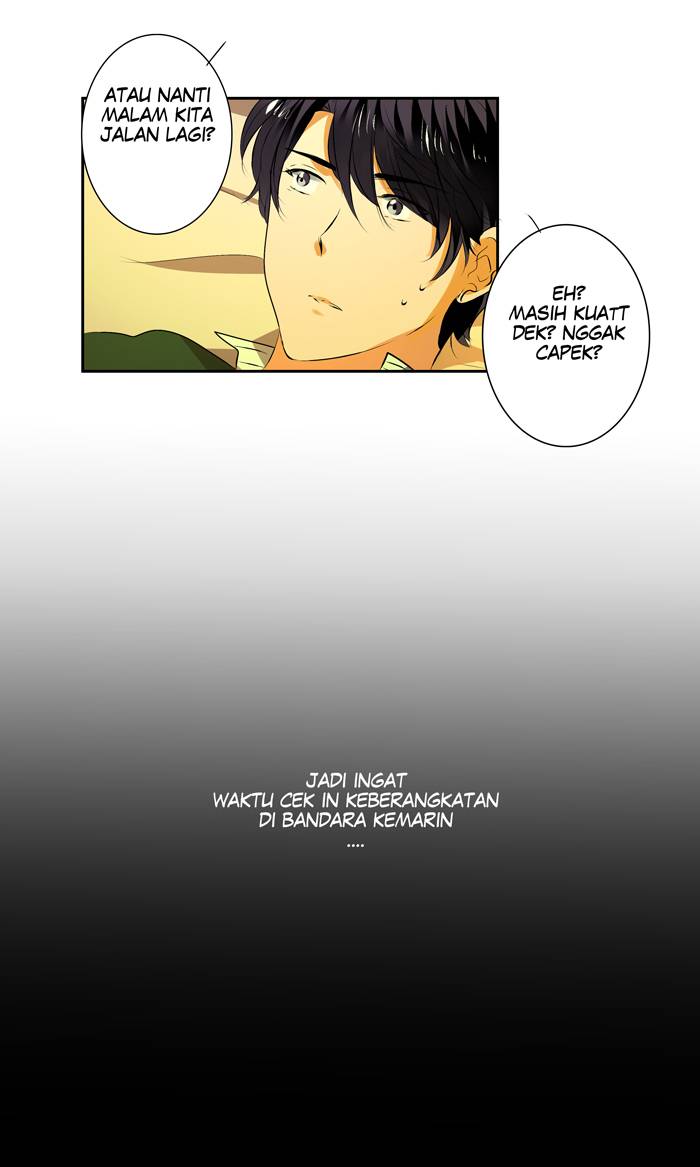 ATAU NANTI
MALAM KITA
JALAN LAGI?
EH?
MASIH KUATT
DEK? NGGAK
CAPEK?
JADI INGAT
WAKTU CEK IN KEBERANGKATAN
DI BANDARA KEMARIN
....